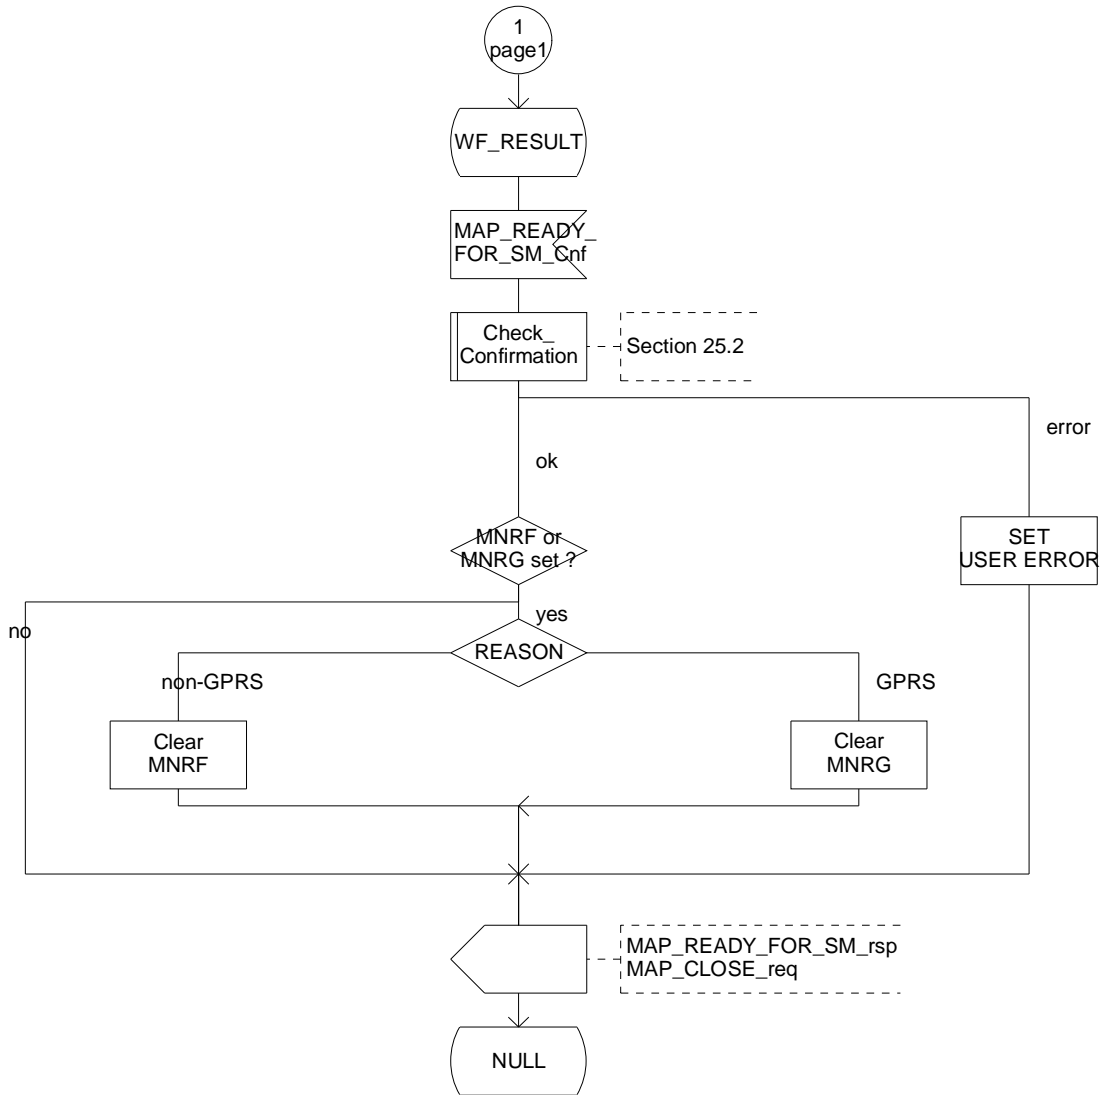 1
page1
WF_RESULT
MAP_READY_
FOR_SM_Cnf
Check_
Confirmation
Section 25.2
error
ok
MNRF or
MNRG set ?
SET
USER ERROR
no
yes
REASON
non-GPRS
GPRS
Clear
MNRF
Clear
MNRG
MAP_READY_FOR_SM_rsp
MAP_CLOSE_req
NULL